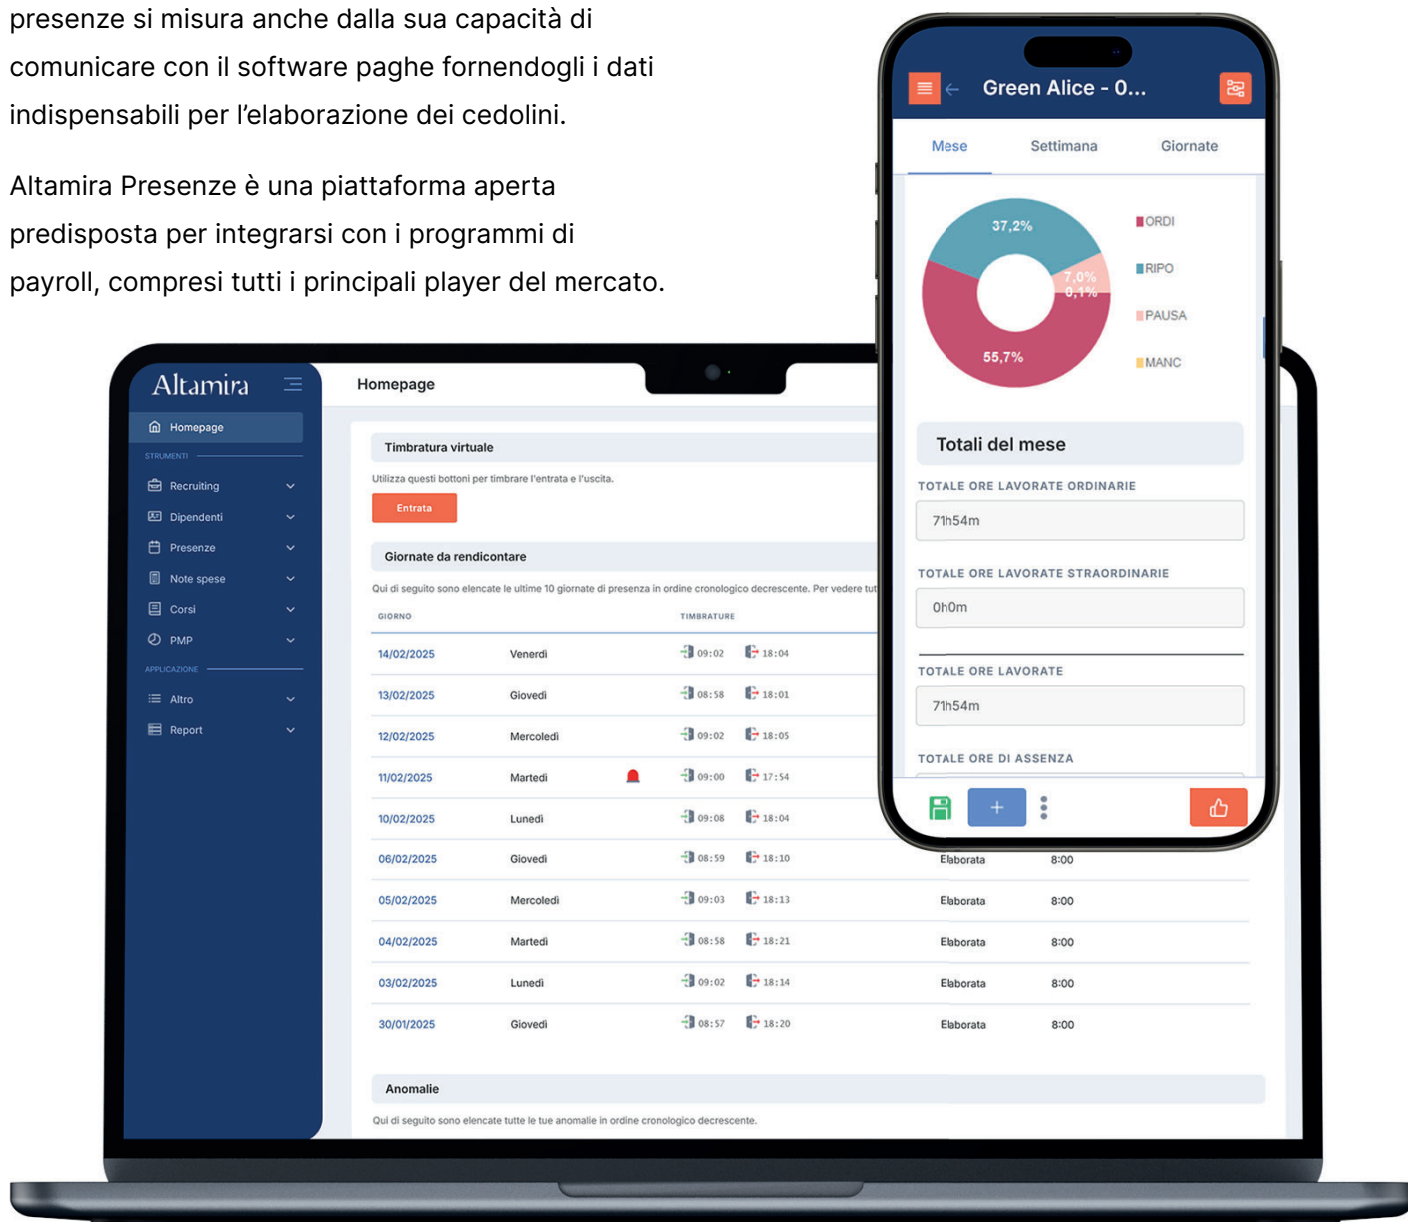 presenze si misura anche dalla sua capacità di
comunicare con il software paghe fornendogli i dati
indispensabili per l’elaborazione dei cedolini.
Altamira Presenze è una piattaforma aperta
predisposta per integrarsi con i programmi di
payroll, compresi tutti i principali player del mercato.
Altamira
Homepage
STRUMENTI
Recruiting
Dipendenti
Presenze
Note spese
Corsi
PMP
APPLICAZIONE
Altro
Report
Homepage
Timbratura virtuale
Utilizza questi bottoni per timbrare l'entrata e l'uscita.
Entrata
Giornate da rendicontare
Qui di seguito sono elencate le ultime 10 giornate di presenza in ordine cronologico decrescente. Per vedere tut
GIORNO TIMBRATURE
14/02/2025 Venerdì 09:02 18:04
13/02/2025 Giovedì 08:58 18:01
12/02/2025 Mercoledì 09:02 18:05
11/02/2025 Martedì 09:00 17:54
10/02/2025 Lunedì 09:08 18:04
06/02/2025 Giovedì 08:59 18:10 Elaborata 8:00
05/02/2025 Mercoledì 09:03 18:13 Elaborata 8:00
04/02/2025 Martedì 08:58 18:21 Elaborata 8:00
03/02/2025 Lunedì 09:02 18:14 Elaborata 8:00
30/01/2025 Giovedì 08:57 18:20 Elaborata 8:00
Anomalie
Qui di seguito sono elencate tutte le tue anomalie in ordine cronologico decrescente.
Green Alice - 0...
Mese Settimana Giornate
37,2%
7,0%
0,1%
55,7%
ORDI
RIPO
PAUSA
MANC
Totali del mese
TOTALE ORE LAVORATE ORDINARIE
71h54m
TOTALE ORE LAVORATE STRAORDINARIE
0h0m
TOTALE ORE LAVORATE
71h54m
TOTALE ORE DI ASSENZA